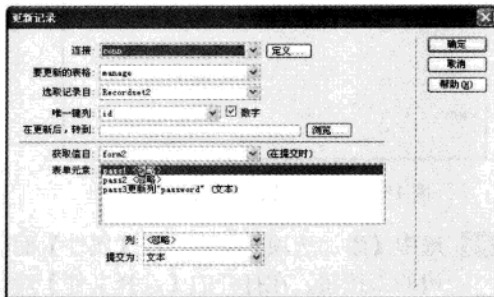 更新记录
连接: conn 定义... 确定
要更新的表格: manage 取消
选取记录自: Recordset2 帮助(H)
唯一键列: id 数字
在更新后,转到: 浏览...
获取值自: form2 (在提交时)
表单元素: pass1<忽略>
pass2 <忽略>
pass3更新列"password" (文本)
列: <忽略>
提交为: 文本